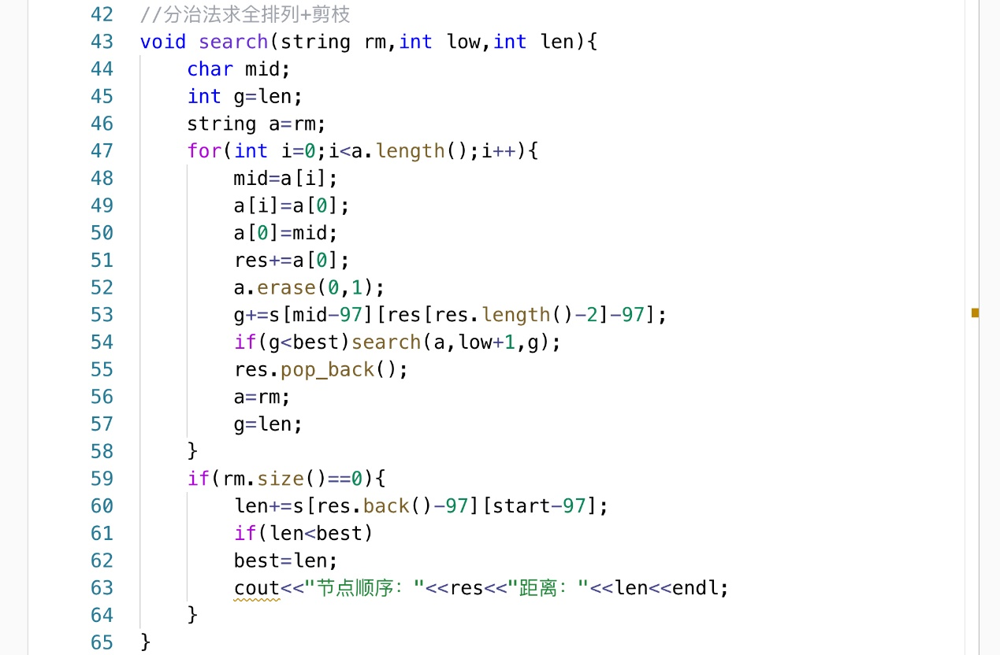 42 //分治法求全排列+剪枝
43 void search(string rm,int low,int len){
44 char mid;
45 int g=len;
46 string a=rm;
47 for(int i=0;i<a.length();i++){
48 mid=a[i];
49 a[i]=a[0];
50 a[0]=mid;
51 res+=a[0];
52 a.erase(0,1);
53 g+=s[mid-97][res[res.length()-2]-97];
54 if(g<best)search(a,low+1,g);
55 res.pop_back();
56 a=rm;
57 g=len;
58 }
59 if(rm.size()==0){
60 len+=s[res.back()-97][start-97];
61 if(len<best)
62 best=len;
63 cout<<"节点顺序："<<res<<"距离："<<len<<endl;
64 }
65 }